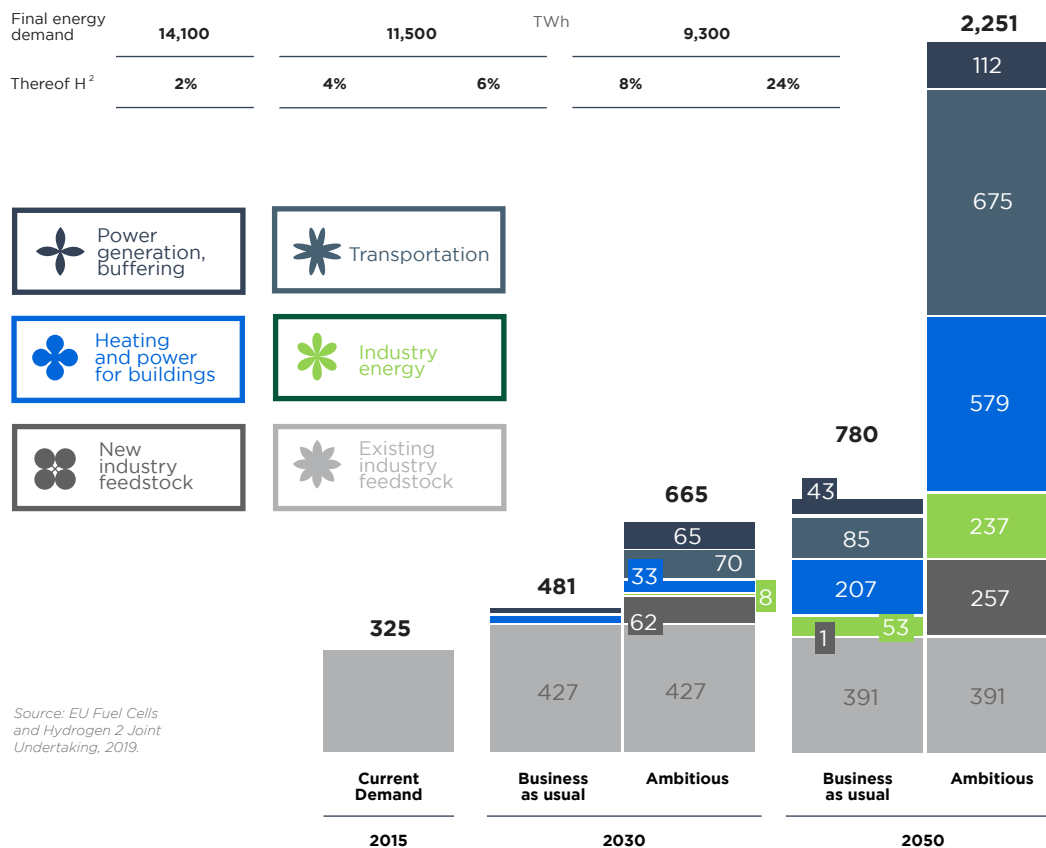 Final energy
demand
14,100
11,500
TWh
9,300
2,251
Thereof H²
2%
4%
6%
8%
24%
112
675
Power
generation,
buffering
Transportation
Heating
and power
for buildings
Industry
energy
579
New
industry
feedstock
Existing
industry
feedstock
780
43
665
65
85
237
70
33
8
207
257
481
62
53
1
325
427
427
391
391
Source: EU Fuel Cells
and Hydrogen 2 Joint
Undertaking, 2019.
Current
Demand
Business
as usual
Ambitious
Business
as usual
Ambitious
2015
2030
2050